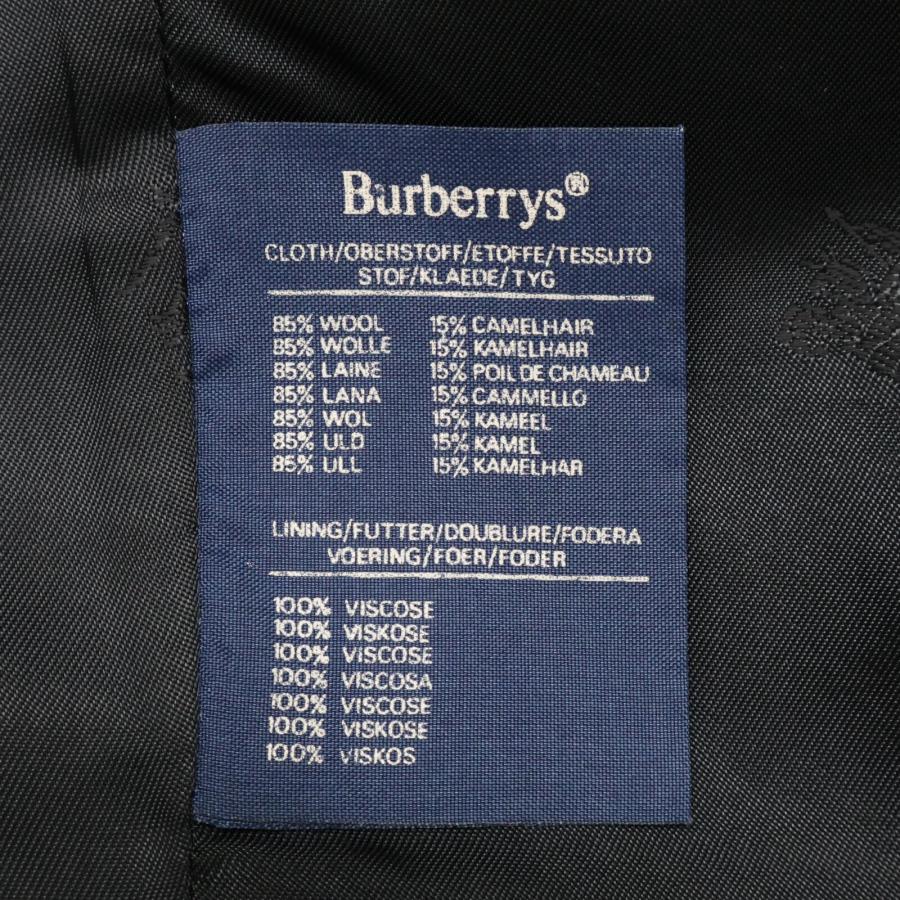 Burberrys®
CLOTH/OBERSTOFF/ETOFFE/TESSUTO
STOF/KLAEDE/TYG
85% WOOL 15% CAMELHAIR
85% WOLLE 15% KAMELHAIR
85% LAINE 15% POIL DE CHAMEAU
85% LANA 15% CAMMELLO
85% WOL 15% KAMEEL
85% ULD 15% KAMEL
85% ULL 15% KAMELHAR
LINING/FUTTER/DOUBLURE/FODERA
VOERING/FOER/FODER
100% VISCOSE
100% VISKOSE
100% VISCOSE
100% VISCOSA
100% VISCOSE
100% VISKOSE
100% VISKOS